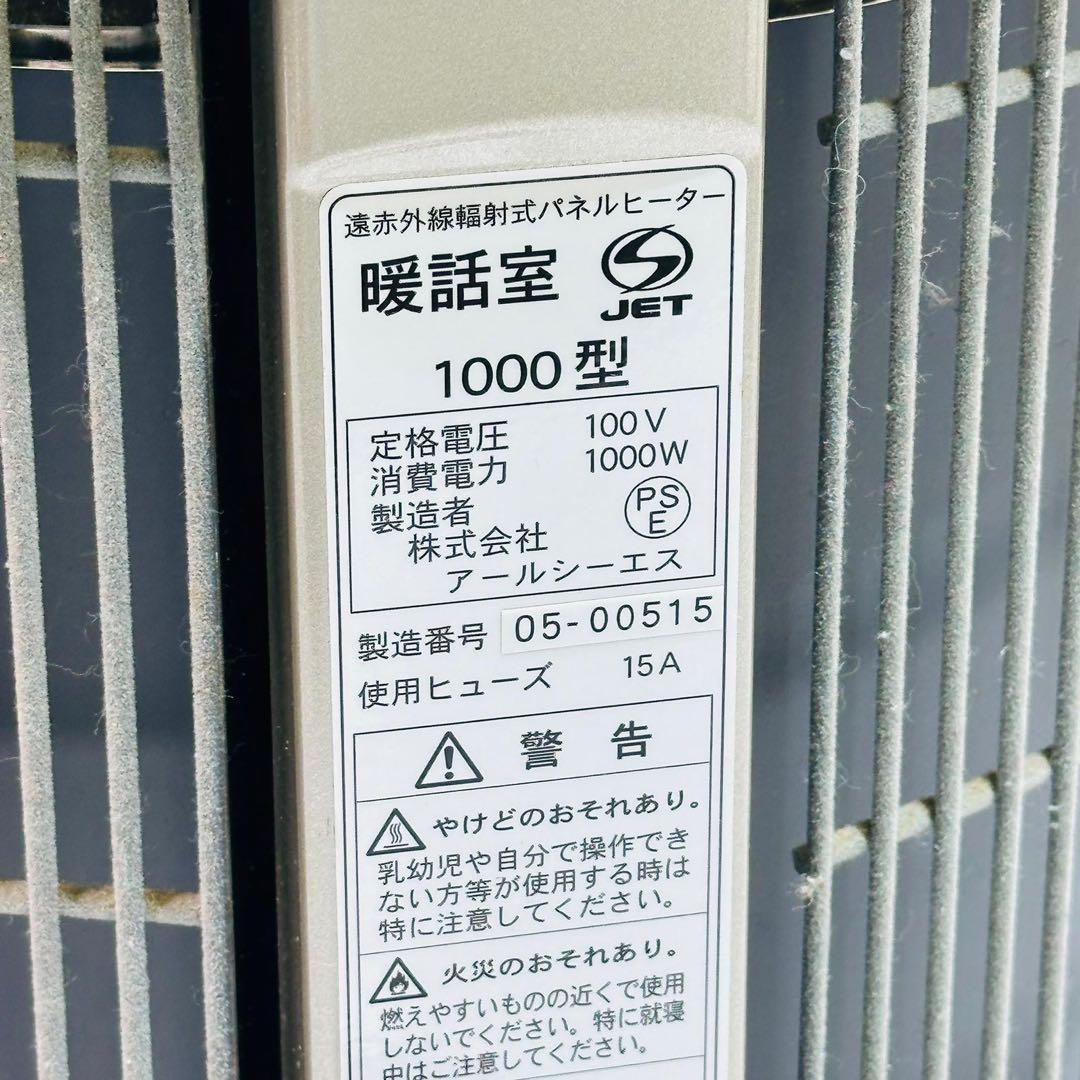 遠赤外線輻射式パネルヒーター
暖話室
JET
1000型
定格電圧 100V
消費電力 1000W
製造者
PS
E
株式会社
アールシーエス
製造番号 05-00515
使用ヒューズ 15A
警告
やけどのおそれあり。
乳幼児や自分で操作でき
ない方等が使用する時は
特に注意してください。
火災のおそれあり。
燃えやすいものの近くで使用
しないでください。特に就寝
中はご注意してください。